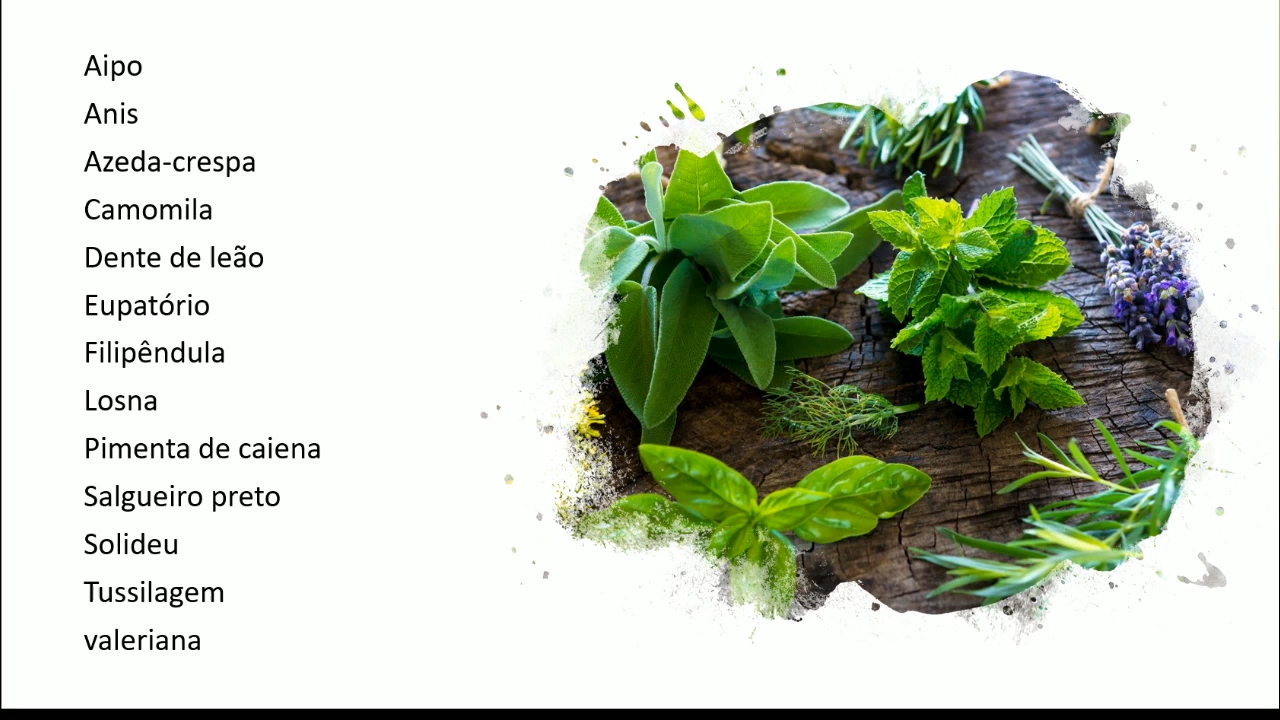 Aipo
Anis
Azeda-crespa
Camomila
Dente de leão
Eupatório
Filipêndula
Losna
Pimenta de caiena
Salgueiro preto
Solideu
Tussilagem
valeriana